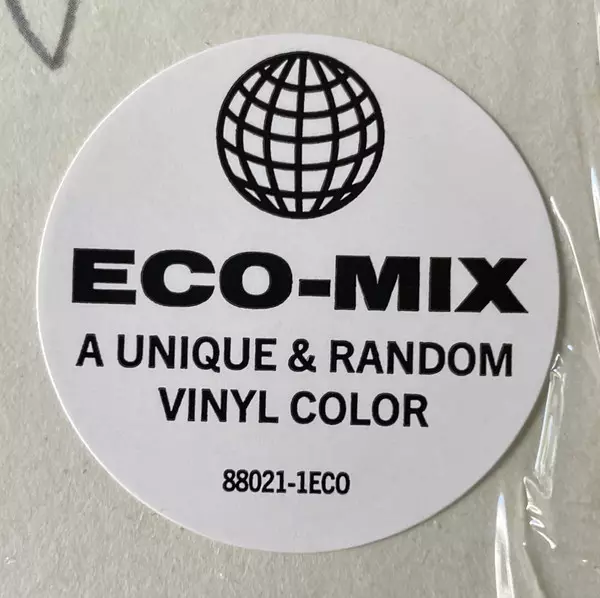 ECO-MIX
A UNIQUE & RANDOM
VINYL COLOR
88021-1ECO